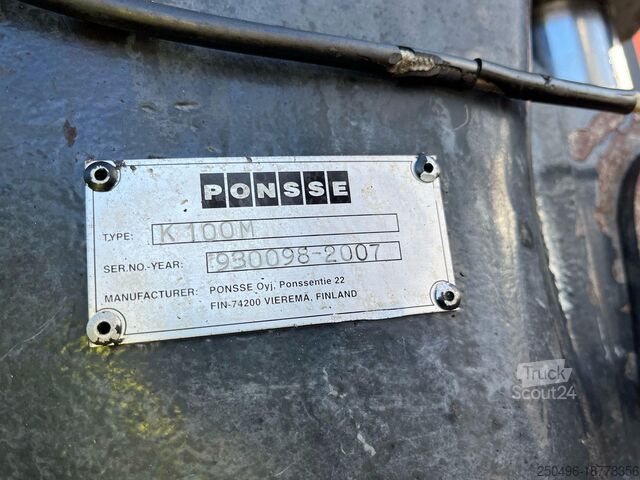 PONSSE
TYPE: K 100M
SER.NO.-YEAR: 930098-2007
MANUFACTURER: PONSSE Oyj, Ponssentie 22
FIN-74200 VIEREMA, FINLAND
Truck
Scout24
250496-18778356